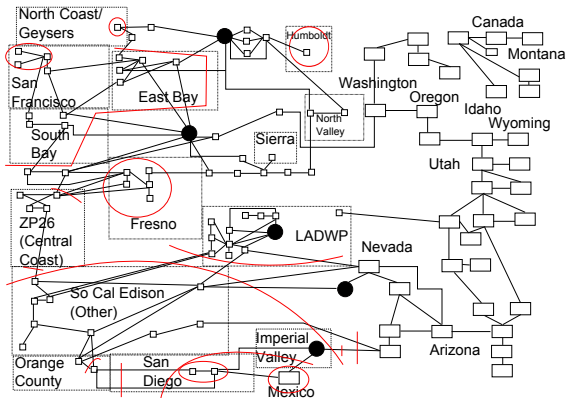 North Coast/
Geysers
Humboldt
Canada
Montana
Washington
San
Francisco
East Bay
Oregon
Idaho
North
Valley
Wyoming
South
Bay
Sierra
Utah
ZP26
(Central
Coast)
Fresno
LADWP
Nevada
So Cal Edison
(Other)
Imperial
Valley
Arizona
Orange
County
San
Diego
Mexico